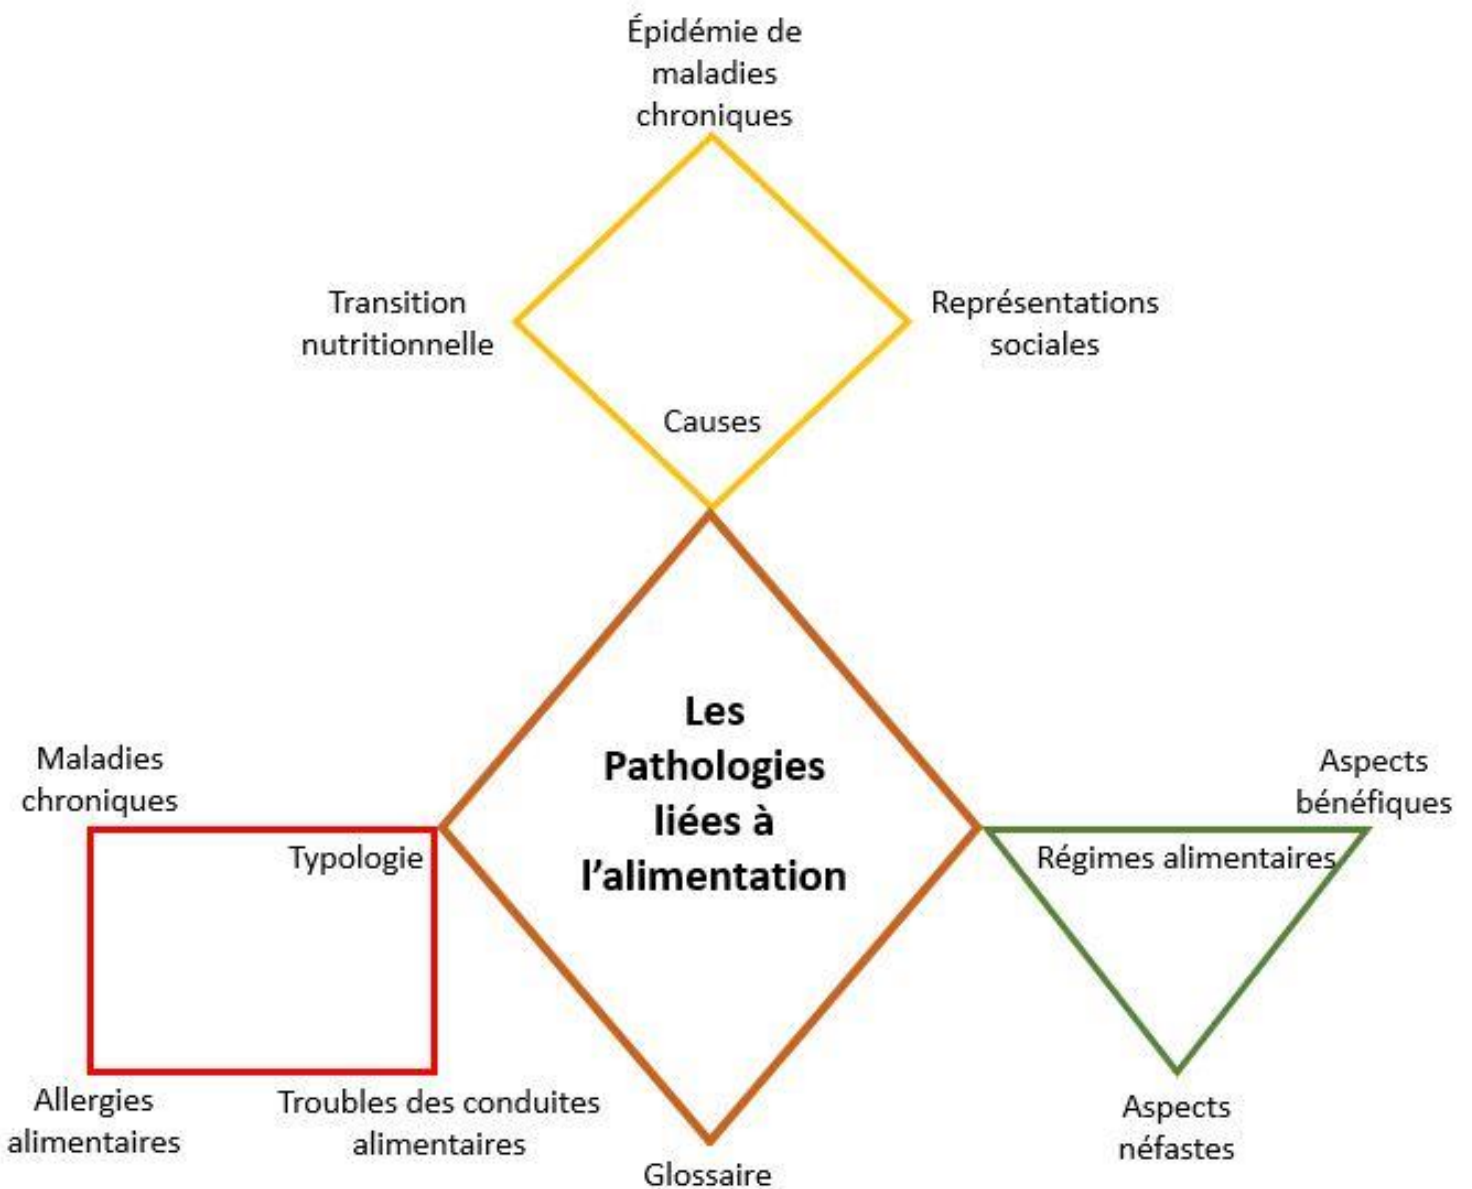 Épidémie de
maladies
chroniques
Transition
nutritionnelle
Représentations
sociales
Causes
Les
Pathologies
liées à
l'alimentation
Maladies
chroniques
Typologie
Allergies
alimentaires
Troubles des conduites
alimentaires
Glossaire
Régimes alimentaires
Aspects
bénéfiques
Aspects
néfastes